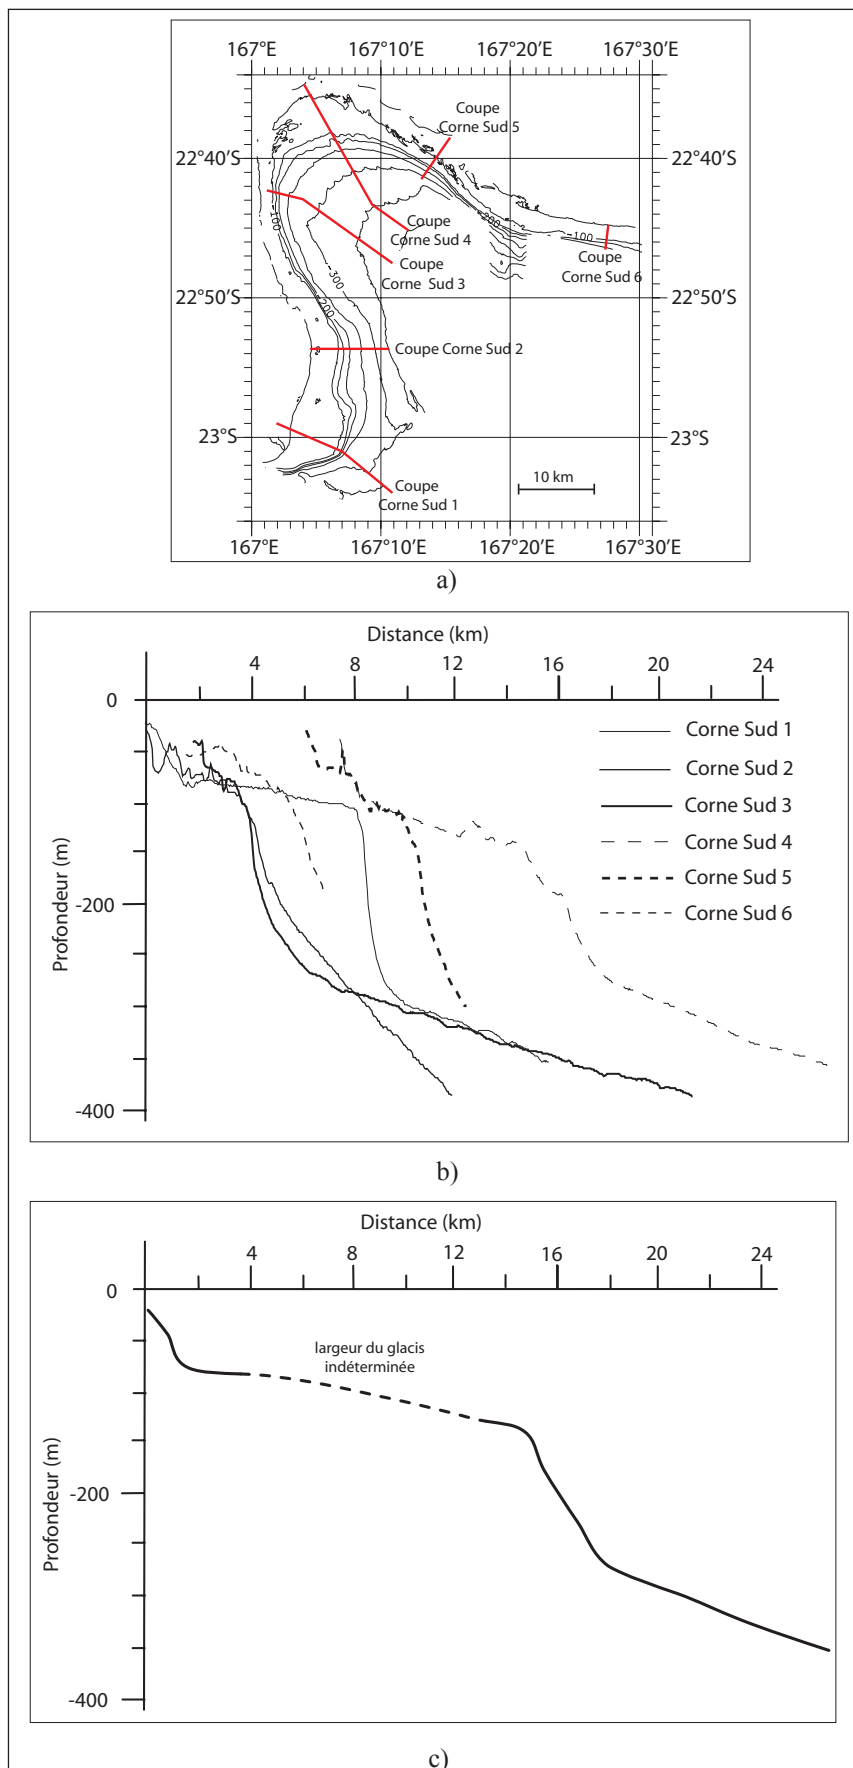 167°E 167°10'E 167°20'E 167°30'E
Coupe
Corne Sud 5
22°40'S 22°40'S
-100
-200
-100
Coupe
Corne Sud 4
Coupe
Corne Sud 3
Coupe
Corne Sud 6
-300
22°50'S 22°50'S
-200
Coupe Corne Sud 2
23°S 23°S
10 km
Coupe
Corne Sud 1
167°E 167°10'E 167°20'E 167°30'E
a)
Distance (km)
4 8 12 16 20 24
0
Corne Sud 1
Corne Sud 2
Corne Sud 3
Corne Sud 4
Corne Sud 5
Corne Sud 6
Profondeur (m)
-200
-400
b)
Distance (km)
4 8 12 16 20 24
0
largeur du glacis
indéterminée
Profondeur (m)
-200
-400
c)